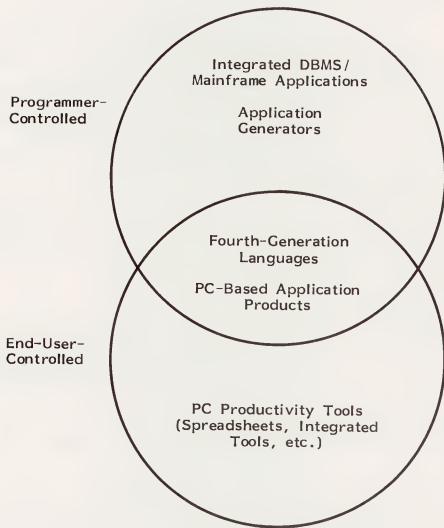 Integrated DBMS/
Mainframe Applications
Programmer-
Controlled
Application
Generators
Fourth-Generation
Languages
PC-Based Application
Products
End-User-
Controlled
PC Productivity Tools
(Spreadsheets, Integrated
Tools, etc.)